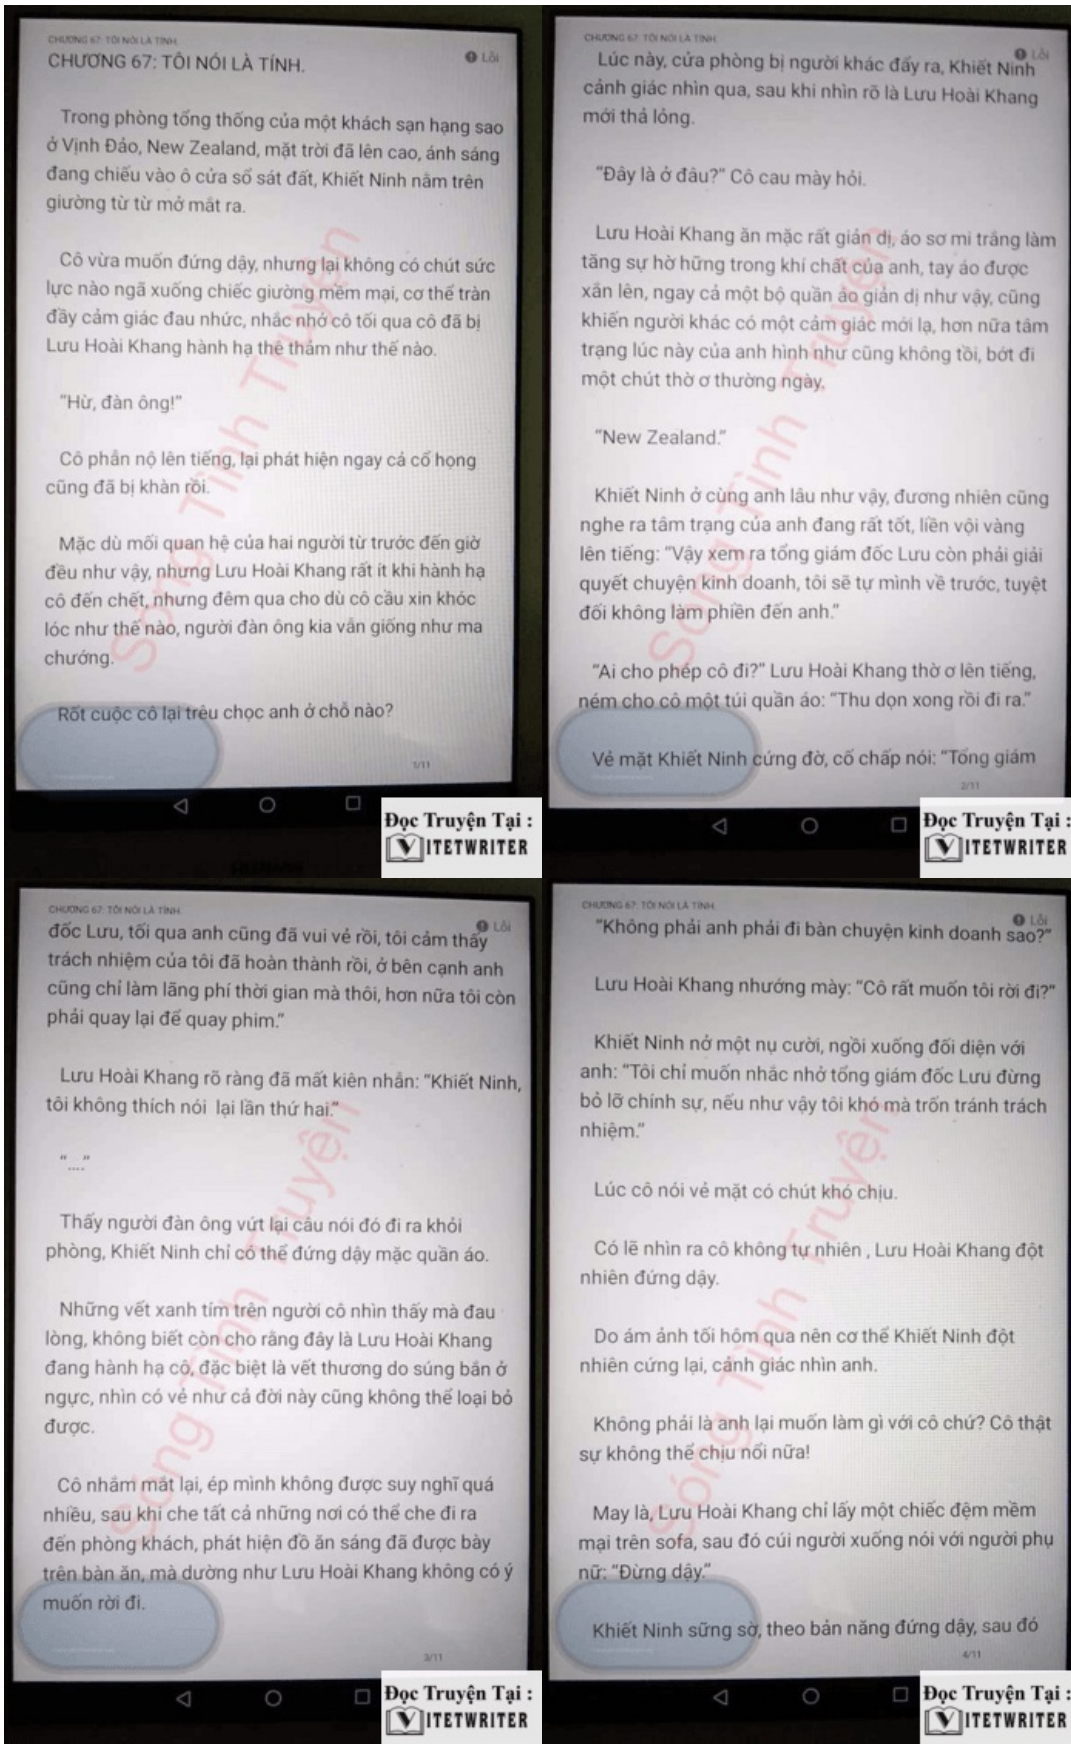 CHƯƠNG 67: TÔI NÓI LÀ TÍNH.
Lỗi
CHƯƠNG 67: TÔI NÓI LÀ TÍNH.
Trong phòng tổng thống của một khách sạn hạng sao
ở Vịnh Đảo, New Zealand, mặt trời đã lên cao, ánh sáng
đang chiếu vào ô cửa sổ sát đất, Khiết Ninh nằm trên
giường từ từ mở mắt ra.
Cô vừa muốn đứng dậy, nhưng lại không có chút sức
lực nào ngã xuống chiếc giường mềm mại, cơ thể tràn
đầy cảm giác đau nhức, nhắc nhở cô tối qua cô đã bị
Lưu Hoài Khang hành hạ thê thảm như thế nào.
“Hừ, đàn ông!”
Cô phẫn nộ lên tiếng, lại phát hiện ngay cả cổ họng
cũng đã bị khàn rồi.
Mặc dù mối quan hệ của hai người từ trước đến giờ
đều như vậy, nhưng Lưu Hoài Khang rất ít khi hành hạ
cô đến chết, nhưng đêm qua cho dù cô cầu xin khóc
lóc như thế nào, người đàn ông kia vẫn giống như ma
chướng.
Rốt cuộc cô lại trêu chọc anh ở chỗ nào?
1/11
Sóng Tình Truyện
Đọc Truyện Tại :
VITETWRITER
CHƯƠNG 67: TÔI NÓI LÀ TÍNH.
Lỗi
Lúc này, cửa phòng bị người khác đẩy ra, Khiết Ninh
cảnh giác nhìn qua, sau khi nhìn rõ là Lưu Hoài Khang
mới thả lỏng.
“Đây là ở đâu?” Cô cau mày hỏi.
Lưu Hoài Khang ăn mặc rất giản dị, áo sơ mi trắng làm
tăng sự hờ hững trong khí chất của anh, tay áo được
xắn lên, ngay cả một bộ quần áo giản dị như vậy, cũng
khiến người khác có một cảm giác mới lạ, hơn nữa tâm
trạng lúc này của anh hình như cũng không tồi, bớt đi
một chút thờ ơ thường ngày.
“New Zealand.”
Khiết Ninh ở cùng anh lâu như vậy, đương nhiên cũng
nghe ra tâm trạng của anh đang rất tốt, liền vội vàng
lên tiếng: “Vậy xem ra tổng giám đốc Lưu còn phải giải
quyết chuyện kinh doanh, tôi sẽ tự mình về trước, tuyệt
đối không làm phiền đến anh.”
“Ai cho phép cô đi?” Lưu Hoài Khang thờ ơ lên tiếng,
ném cho cô một túi quần áo: “Thu dọn xong rồi đi ra.”
Vẻ mặt Khiết Ninh cứng đờ, cố chấp nói: “Tổng giám
2/11
Sóng Tình Truyện
Đọc Truyện Tại :
VITETWRITER
CHƯƠNG 67: TÔI NÓI LÀ TÍNH.
Lỗi
đốc Lưu, tối qua anh cũng đã vui vẻ rồi, tôi cảm thấy
trách nhiệm của tôi đã hoàn thành rồi, ở bên cạnh anh
cũng chỉ làm lãng phí thời gian mà thôi, hơn nữa tôi còn
phải quay lại để quay phim.”
Lưu Hoài Khang rõ ràng đã mất kiên nhẫn: “Khiết Ninh,
tôi không thích nói lại lần thứ hai.”
“....”
Thấy người đàn ông vứt lại câu nói đó đi ra khỏi
phòng, Khiết Ninh chỉ có thể đứng dậy mặc quần áo.
Những vết xanh tím trên người cô nhìn thấy mà đau
lòng, không biết còn cho rằng đây là Lưu Hoài Khang
đang hành hạ cô, đặc biệt là vết thương do súng bắn ở
ngực, nhìn có vẻ như cả đời này cũng không thể loại bỏ
được.
Cô nhắm mắt lại, ép mình không được suy nghĩ quá
nhiều, sau khi che tất cả những nơi có thể che đi ra
đến phòng khách, phát hiện đồ ăn sáng đã được bày
trên bàn ăn, mà dường như Lưu Hoài Khang không có ý
muốn rời đi.
3/11
Sóng Tình Truyện
Đọc Truyện Tại :
VITETWRITER
CHƯƠNG 67: TÔI NÓI LÀ TÍNH.
Lỗi
“Không phải anh phải đi bàn chuyện kinh doanh sao?”
Lưu Hoài Khang nhướng mày: “Cô rất muốn tôi rời đi?”
Khiết Ninh nở một nụ cười, ngồi xuống đối diện với
anh: “Tôi chỉ muốn nhắc nhở tổng giám đốc Lưu đừng
bỏ lỡ chính sự, nếu như vậy tôi khó mà trốn tránh trách
nhiệm.”
Lúc cô nói vẻ mặt có chút khó chịu.
Có lẽ nhìn ra cô không tự nhiên , Lưu Hoài Khang đột
nhiên đứng dậy.
Do ám ảnh tối hôm qua nên cơ thể Khiết Ninh đột
nhiên cứng lại, cảnh giác nhìn anh.
Không phải là anh lại muốn làm gì với cô chứ? Cô thật
sự không thể chịu nổi nữa!
May là, Lưu Hoài Khang chỉ lấy một chiếc đệm mềm
mại trên sofa, sau đó cúi người xuống nói với người phụ
nữ: “Đừng dậy.”
Khiết Ninh sững sờ, theo bản năng đứng dậy, sau đó
4/11
Sóng Tình Truyện
Đọc Truyện Tại :
VITETWRITER